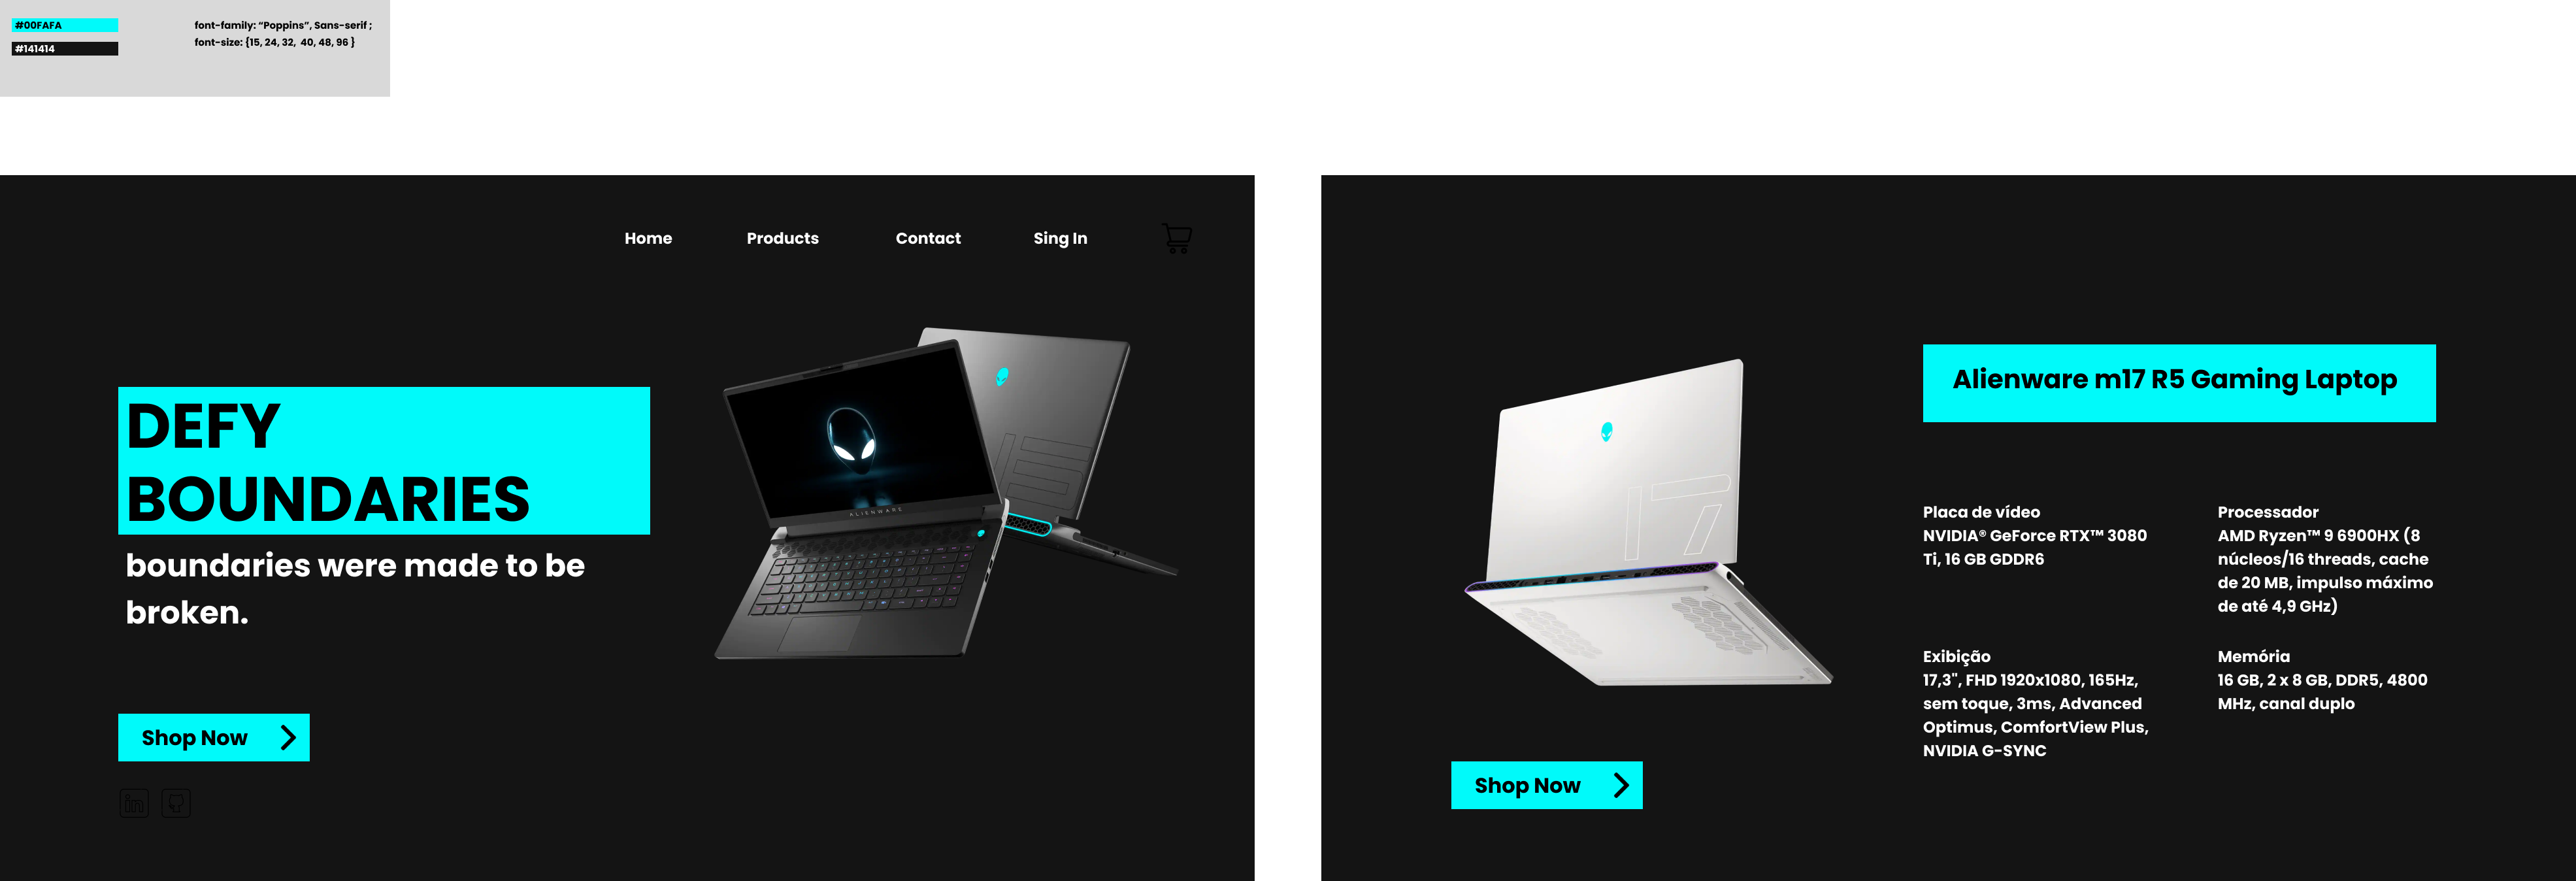 #00FAFA
#141414
font-family: “Poppins”, Sans-serif ;
font-size: {15, 24, 32, 40, 48, 96 }
Home Products Contact Sing In
DEFY
BOUNDARIES
boundaries were made to be
broken.
ALIENWARE
Shop Now
in
Alienware m17 R5 Gaming Laptop
17
Placa de vídeo
NVIDIA® GeForce RTX™ 3080
Ti, 16 GB GDDR6
Processador
AMD Ryzen™ 9 6900HX (8
núcleos/16 threads, cache
de 20 MB, impulso máximo
de até 4,9 GHz)
Exibição
17,3", FHD 1920x1080, 165Hz,
sem toque, 3ms, Advanced
Optimus, ComfortView Plus,
NVIDIA G-SYNC
Memória
16 GB, 2 x 8 GB, DDR5, 4800
MHz, canal duplo
Shop Now